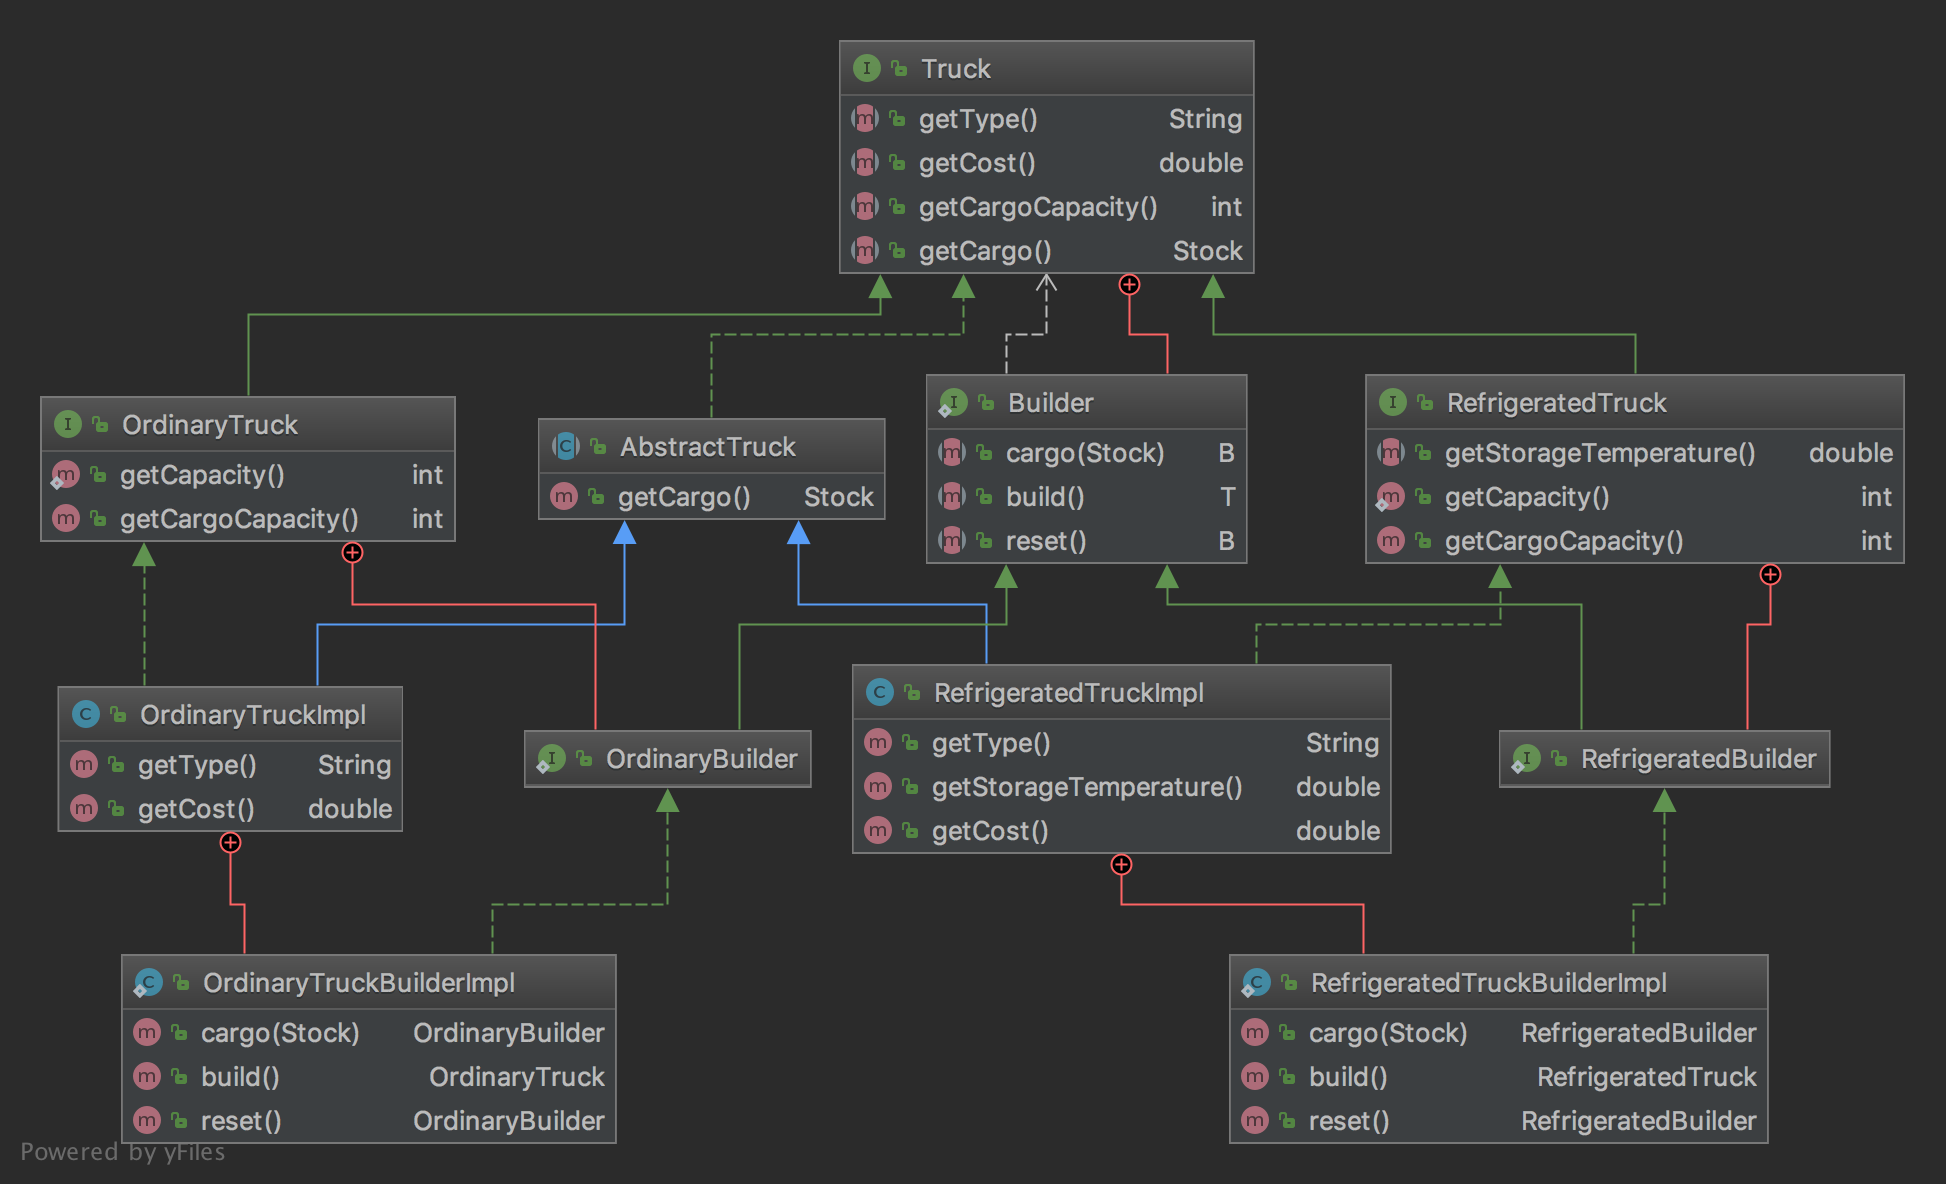 Truck
getType() String
getCost() double
getCargoCapacity() int
getCargo() Stock
OrdinaryTruck
getCapacity() int
getCargoCapacity() int
AbstractTruck
getCargo() Stock
Builder
cargo(Stock) B
build() T
reset() B
RefrigeratedTruck
getStorageTemperature() double
getCapacity() int
getCargoCapacity() int
OrdinaryTruckImpl
getType() String
getCost() double
OrdinaryBuilder
RefrigeratedTruckImpl
getType() String
getStorageTemperature() double
getCost() double
RefrigeratedBuilder
OrdinaryTruckBuilderImpl
cargo(Stock) OrdinaryBuilder
build() OrdinaryTruck
reset() OrdinaryBuilder
RefrigeratedTruckBuilderImpl
cargo(Stock) RefrigeratedBuilder
build() RefrigeratedTruck
reset() RefrigeratedBuilder
Powered by yFiles